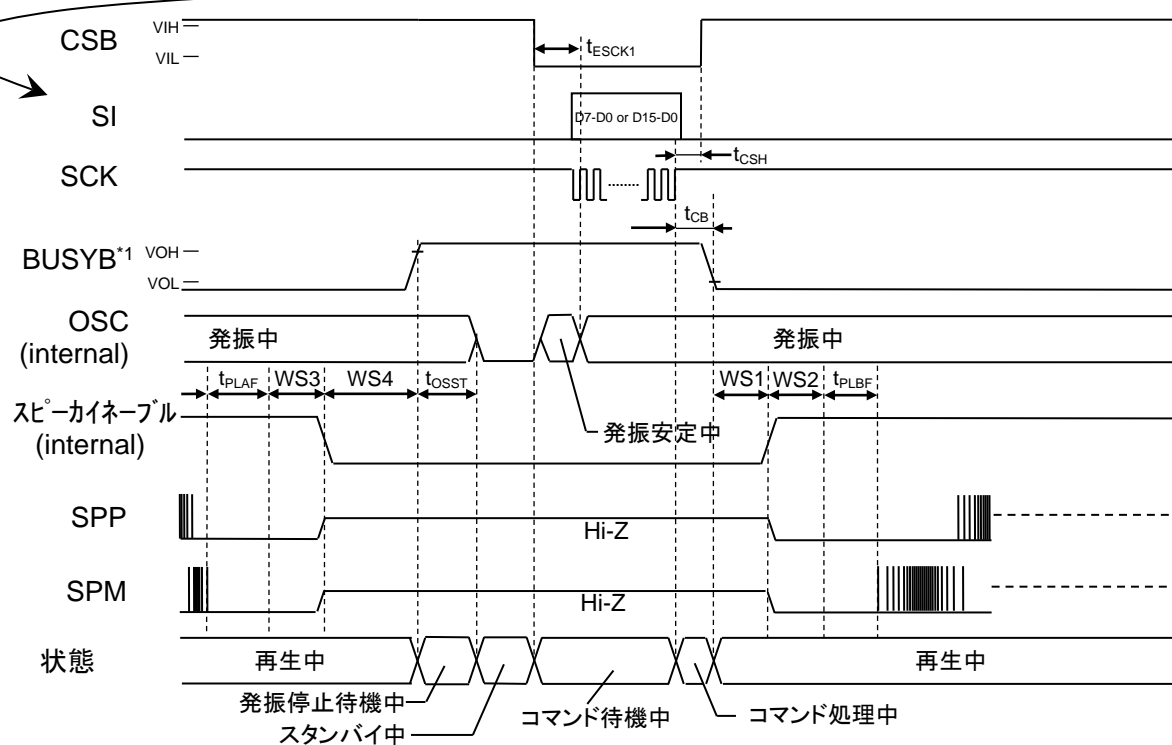 CSB
VIH
VIL
tESCK1
SI
D7-D0 or D15-D0
tCSH
SCK
tCB
BUSYB*1
VOH
VOL
OSC
(internal)
発振中
発振中
tPLAF
WS3
WS4
tOSST
WS1
WS2
tPLBF
スピーカイネーブル
(internal)
発振安定中
SPP
Hi-Z
SPM
Hi-Z
状態
再生中
再生中
発振停止待機中
スタンバイ中
コマンド待機中
コマンド処理中